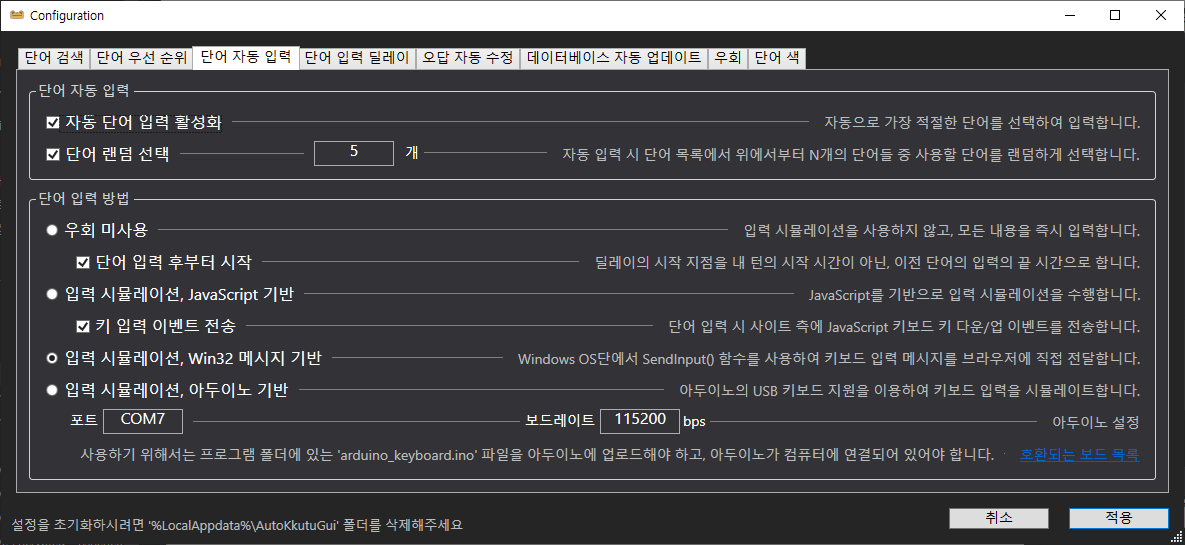 Configuration
단어 검색 단어 우선 순위 단어 자동 입력 단어 입력 딜레이 오답 자동 수정 데이터베이스 자동 업데이트 우회 단어 색
단어 자동 입력
자동 단어 입력 활성화 자동으로 가장 적절한 단어를 선택하여 입력합니다.
단어 랜덤 선택 5 개 자동 입력 시 단어 목록에서 위에서부터 N개의 단어들 중 사용할 단어를 랜덤하게 선택합니다.
단어 입력 방법
우회 미사용 입력 시뮬레이션을 사용하지 않고, 모든 내용을 즉시 입력합니다.
단어 입력 후부터 시작 딜레이의 시작 지점을 내 턴의 시작 시간이 아닌, 이전 단어의 입력의 끝 시간으로 합니다.
입력 시뮬레이션, JavaScript 기반 JavaScript를 기반으로 입력 시뮬레이션을 수행합니다.
키 입력 이벤트 전송 단어 입력 시 사이트 측에 JavaScript 키보드 키 다운/업 이벤트를 전송합니다.
입력 시뮬레이션, Win32 메시지 기반 Windows OS단에서 SendInput() 함수를 사용하여 키보드 입력 메시지를 브라우저에 직접 전달합니다.
입력 시뮬레이션, 아두이노 기반 아두이노의 USB 키보드 지원을 이용하여 키보드 입력을 시뮬레이트합니다.
포트 COM7 보드레이트 115200 bps 아두이노 설정
사용하기 위해서는 프로그램 폴더에 있는 'arduino_keyboard.ino' 파일을 아두이노에 업로드해야 하고, 아두이노가 컴퓨터에 연결되어 있어야 합니다. 호환되는 보드 목록
설정을 초기화하시려면 '%LocalAppdata%\AutoKkutuGui' 폴더를 삭제해주세요 취소 적용